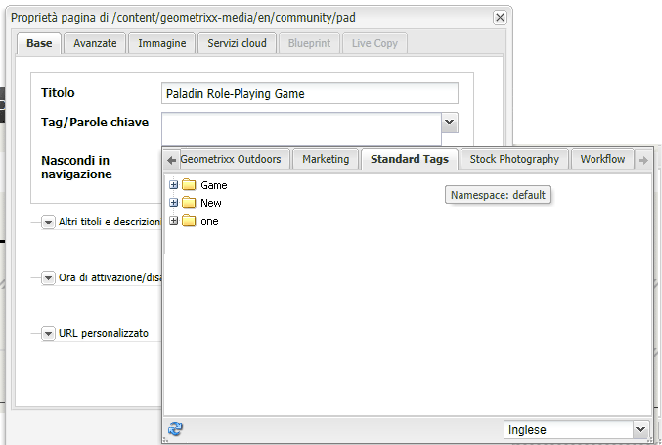 Proprietà pagina di /content/geometrixx-media/en/community/pad
Base Avanzate Immagine Servizi cloud Blueprint Live Copy
Titolo Paladin Role-Playing Game
Tag/Parole chiave
Nascondi in
navigazione
Geometrixx Outdoors Marketing Standard Tags Stock Photography Workflow
Game
Namespace: default
New
one
Altri titoli e descrizioni
Ora di attivazione/disa
URL personalizzato
Inglese